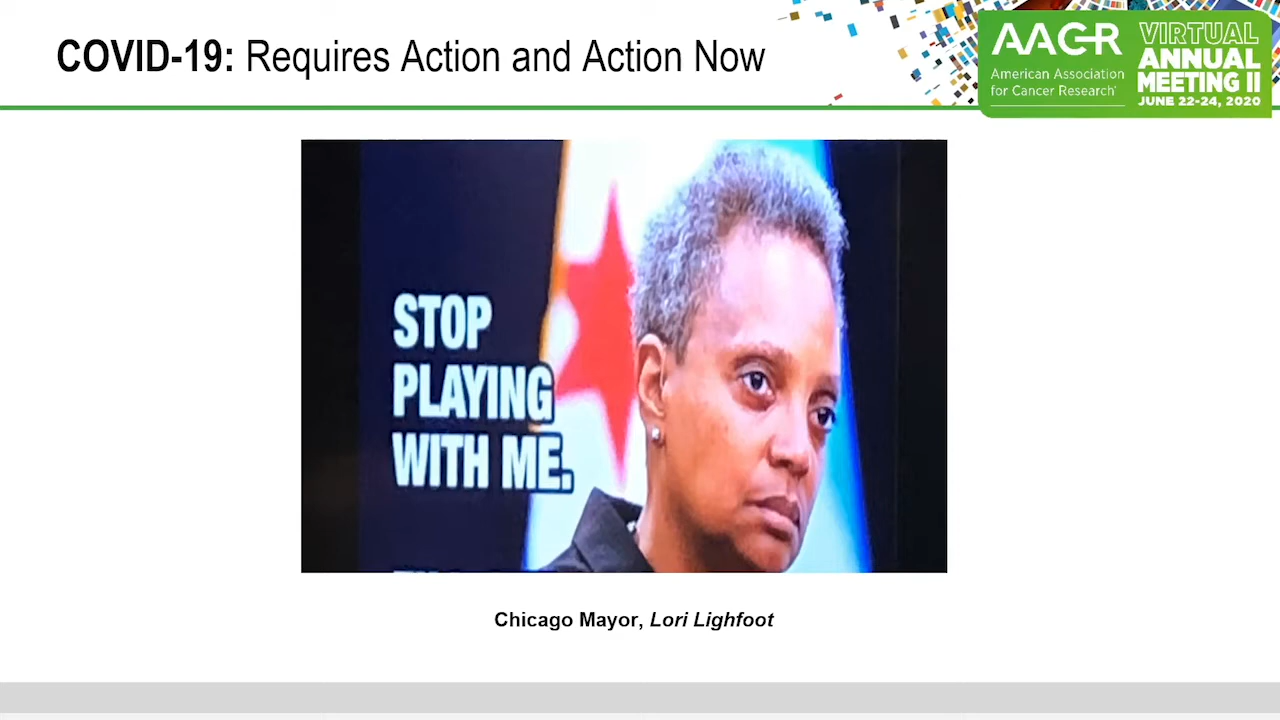 COVID-19: Requires Action and Action Now
AACR
American Association
for Cancer Research
VIRTUAL
ANNUAL
MEETING II
JUNE 22-24, 2020
STOP
PLAYING
WITH ME.
Chicago Mayor, Lori Lighfoot